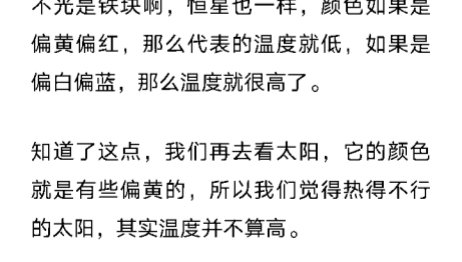 不光是铁块啊，恒星也一样，颜色如果是
偏黄偏红，那么代表的温度就低，如果是
偏白偏蓝，那么温度就很高了。
知道了这点，我们再去看太阳，它的颜色
就是有些偏黄的，所以我们觉得热得不行
的太阳，其实温度并不算高。